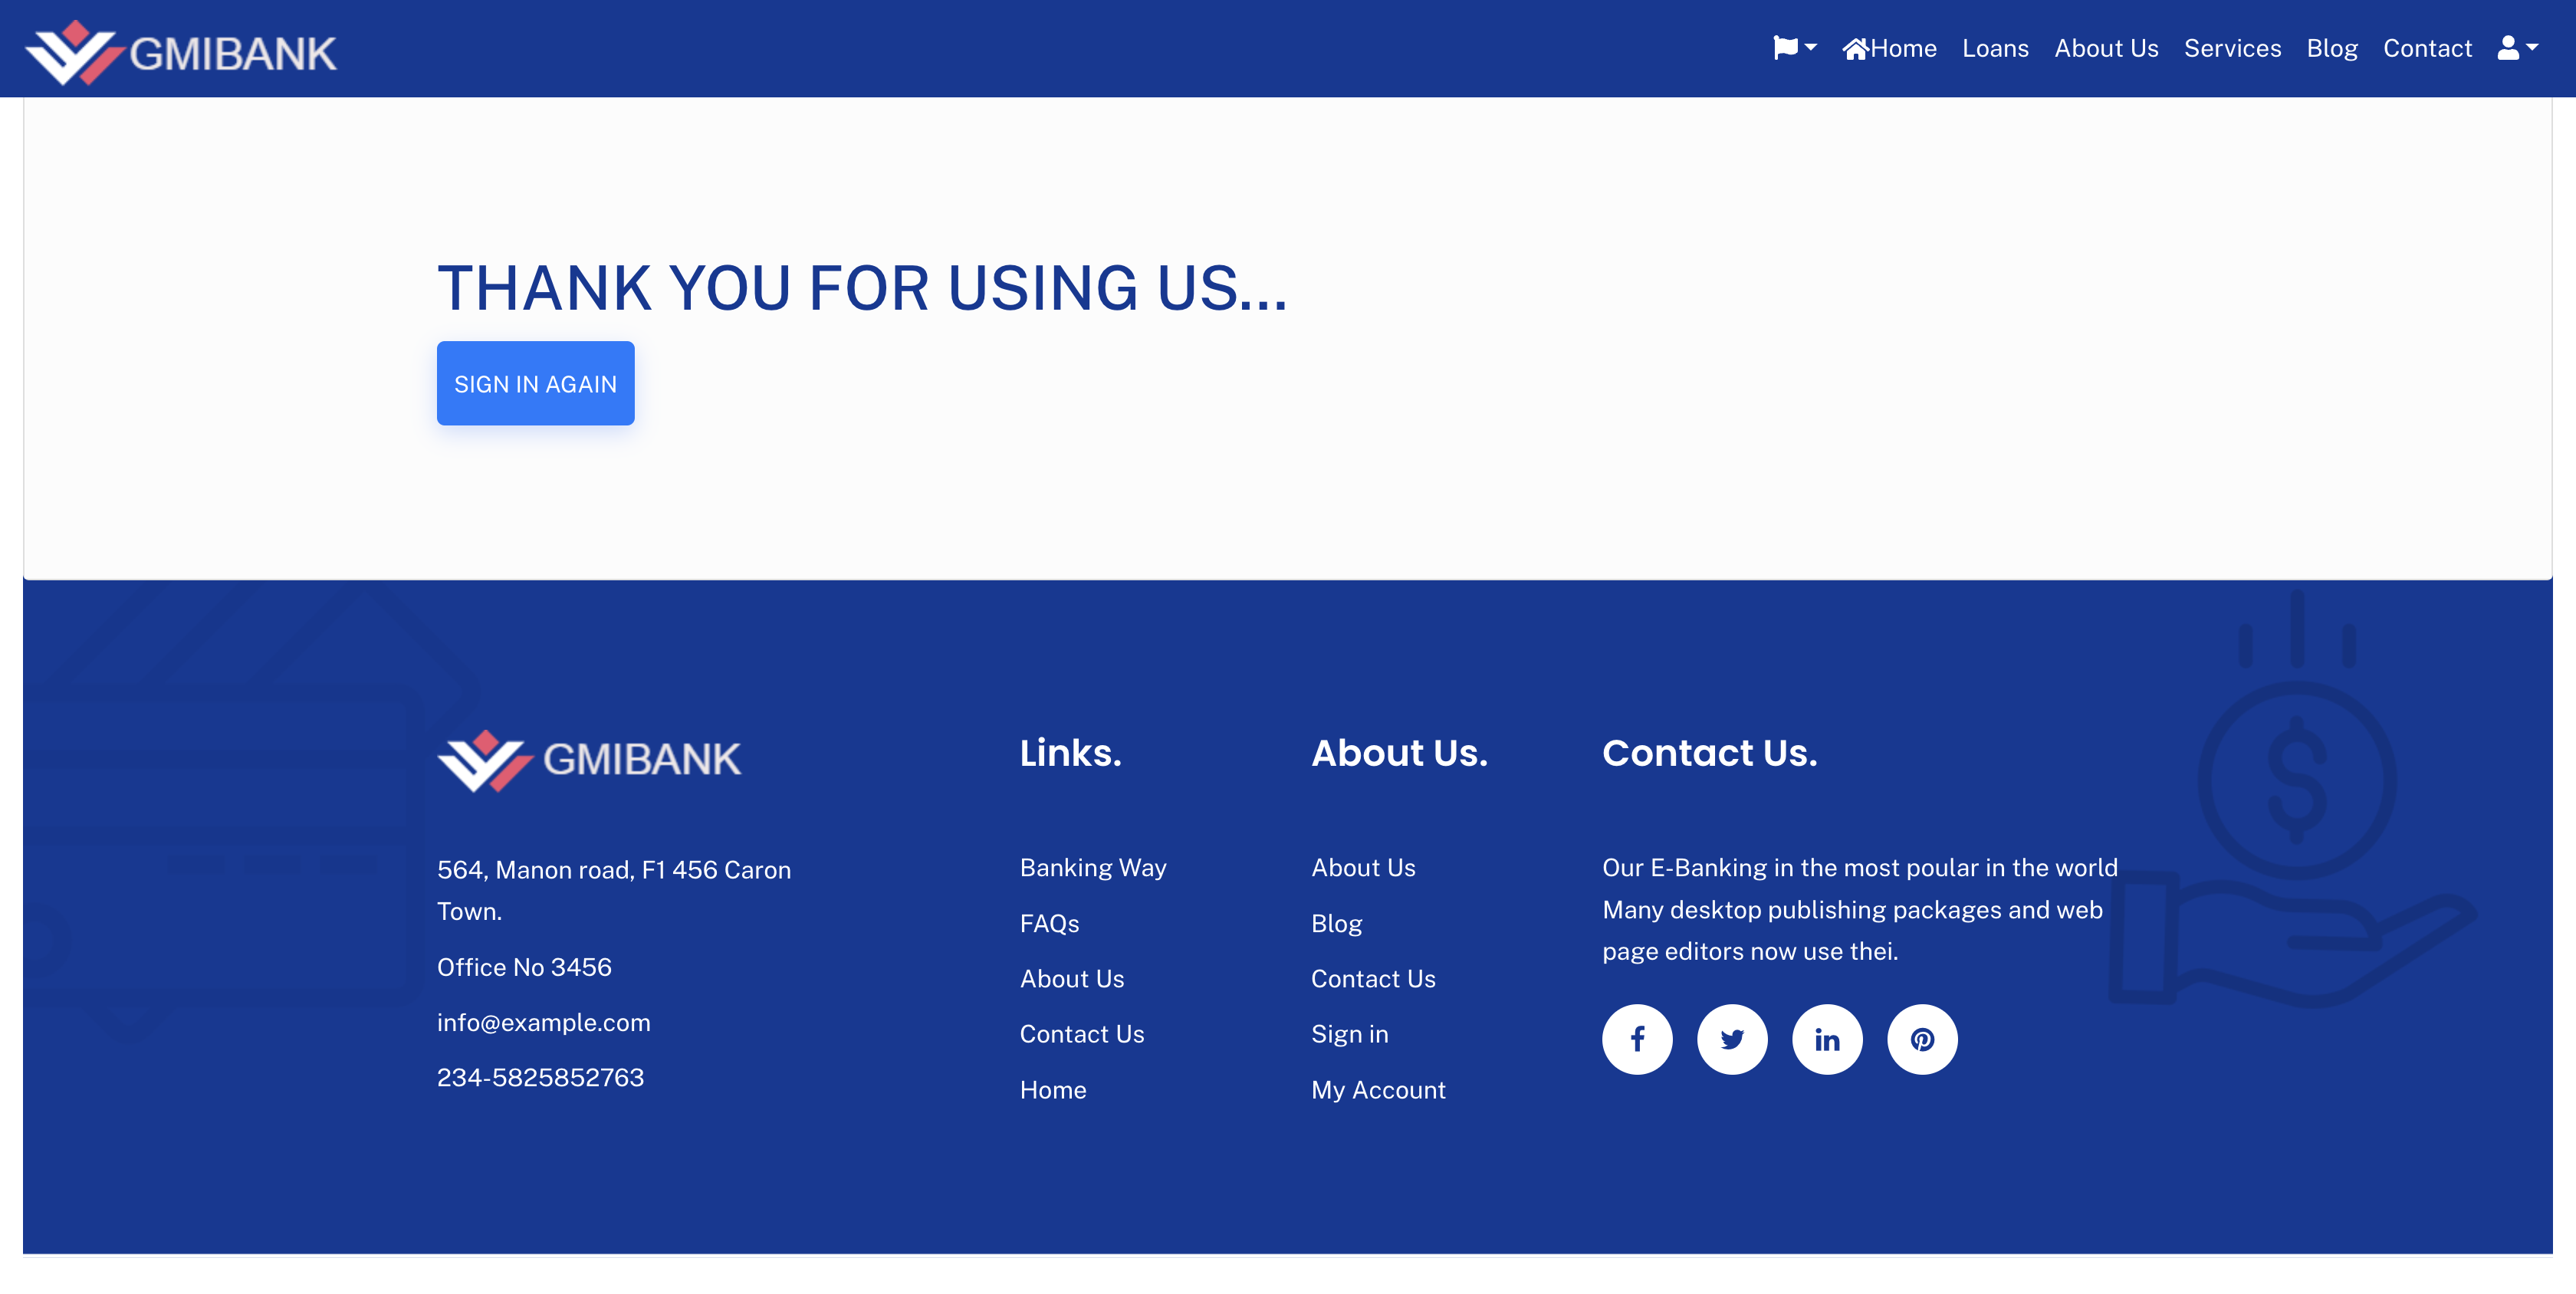 GMIBANK
Home Loans About Us Services Blog Contact
THANK YOU FOR USING US...
SIGN IN AGAIN
GMIBANK
564, Manon road, F1 456 Caron
Town.
Office No 3456
info@example.com
234-5825852763
Links.
Banking Way
FAQs
About Us
Contact Us
Home
About Us.
About Us
Blog
Contact Us
Sign in
My Account
Contact Us.
Our E-Banking in the most poular in the world
Many desktop publishing packages and web
page editors now use thei.